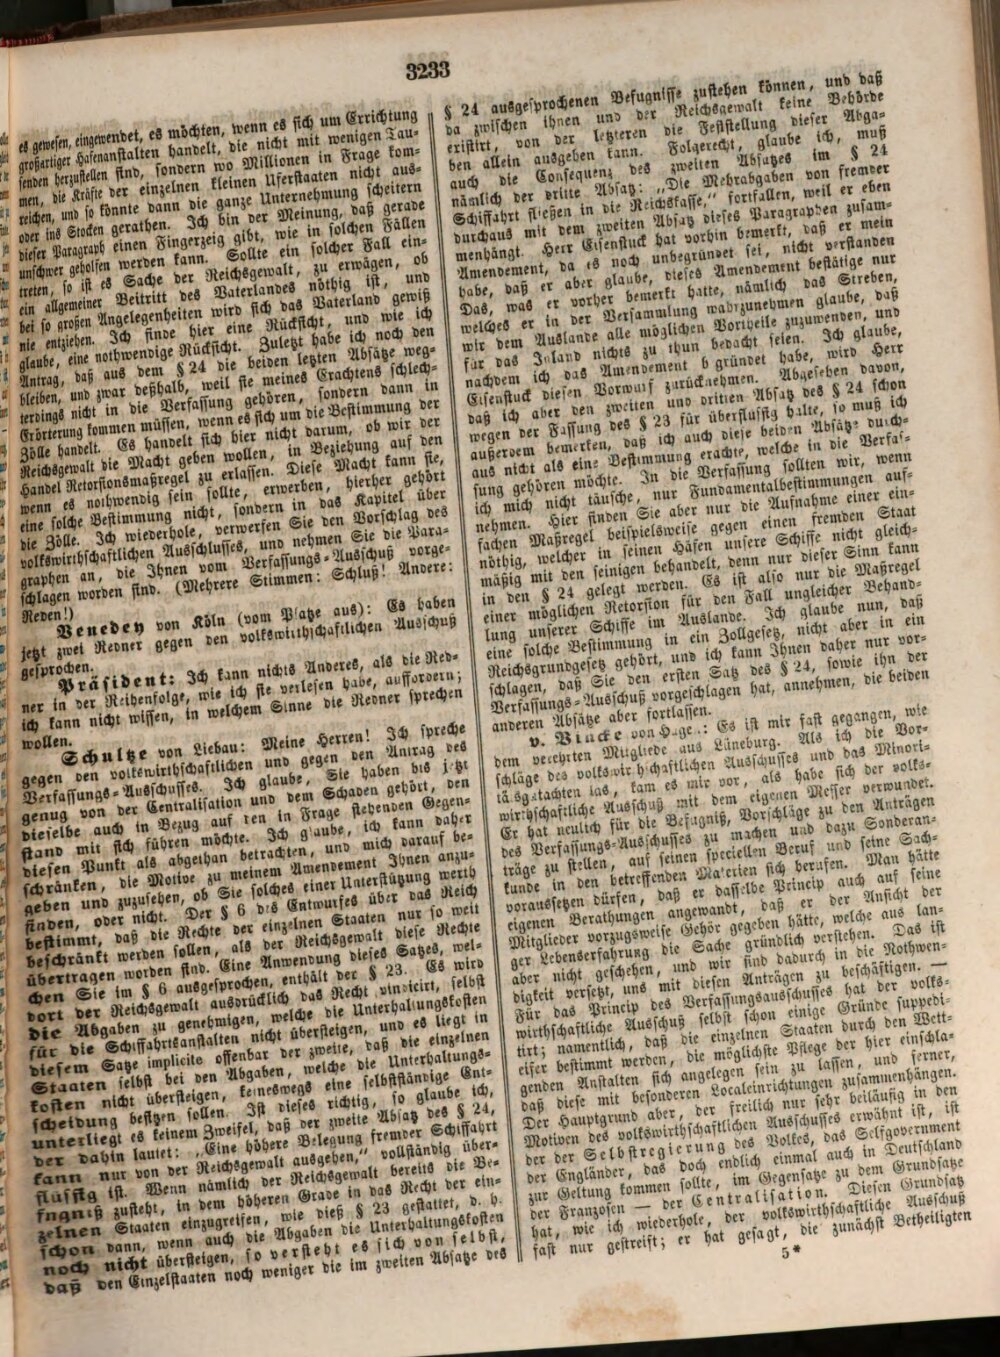 3233
es gewesen, eingewendet, es möchten, wenn es sich um Errichtung
großartiger Hafenanstalten handelt, die nicht mit wenigen Tau-
senden herzustellen sind, sondern wo Millionen in Frage kom-
men, die Kräfte der einzelnen kleinen Uferstaaten nicht aus-
reichen, und so könnte dann die ganze Unternehmung scheitern
oder ins Stocken gerathen. Ich bin der Meinung, daß gerade
dieser Paragraph einen Fingerzeig gibt, wie in solchen Fällen
unschwer geholfen werden kann. Sollte ein solcher Fall ein-
treten, so ist es Sache der Reichsgewalt, zu erwägen, ob
ein allgemeiner Beitritt des Vaterlandes nöthig ist, und
bei so großen Angelegenheiten wird sich das Vaterland gewiß
nie entziehen. Ich finde hier eine Rücksicht, und wie ich
glaube, eine nothwendige Rücksicht. Zuletzt habe ich noch den
Antrag, daß aus dem § 24 die beiden letzten Absätze weg-
bleiben, und zwar deßhalb, weil sie meines Erachtens schlech-
terdings nicht in die Verfassung gehören, sondern dann in
Erörterung kommen müssen, wenn es sich um die Bestimmung der
Zölle handelt. Es handelt sich hier nicht darum, ob wir der
Reichsgewalt die Macht geben wollen, in Beziehung auf den
Handel Retorsionsmaßregel zu erlassen. Diese Macht kann sie,
wenn es nothwendig sein sollte, erwerben, hierher gehört
eine solche Bestimmung nicht, sondern in das Kapitel über
die Zölle. Ich wiederhole, verwerfen Sie den Vorschlag des
volkswirthschaftlichen Ausschusses, und nehmen Sie die Para-
graphen an, die Ihnen vom Verfassungs-Ausschuß vorge-
schlagen worden sind. (Mehrere Stimmen: Schluß! Andere:
Reden!)
Venedey von Köln (vom Platze aus): Es haben
jetzt zwei Redner gegen den volkswirthschaftlichen Ausschuß
gesprochen.
Präsident: Ich kann nichts Anderes, als die Red-
ner in der Reihenfolge, wie ich sie verlesen habe, auffordern;
ich kann nicht wissen, in welchem Sinne die Redner sprechen
wollen.
Schultze von Liebau: Meine Herren! Ich spreche
gegen den volkswirthschaftlichen und gegen den Antrag des
Verfassungs-Ausschusses. Ich glaube, Sie haben bis jetzt
genug von der Centralisation und dem Schaden gehört, den
dieselbe auch in Bezug auf den in Frage stehenden Gegen-
stand mit sich führen möchte. Ich glaube, ich kann daher
diesen Punkt als abgethan betrachten, und mich darauf be-
schränken, die Motive zu meinem Amendement Ihnen anzu-
geben und zuzusehen, ob Sie solches einer Unterstützung werth
finden, oder nicht. Der § 6 des Entwurfes über das Reich
bestimmt, daß die Rechte der einzelnen Staaten nur so weit
beschränkt werden sollen, als der Reichsgewalt diese Rechte
übertragen worden sind. Eine Anwendung dieses Satzes, wel-
chen Sie im § 6 ausgesprochen, enthält der § 23. Es wird
dort der Reichsgewalt ausdrücklich das Recht vindicirt, selbst
die Abgaben zu genehmigen, welche die Unterhaltungskosten
für die Schiffahrtsanstalten nicht übersteigen, und es liegt in
diesem Satze implicite offenbar der zweite, daß die einzelnen
Staaten selbst bei den Abgaben, welche die Unterhaltungs-
kosten nicht übersteigen, keineswegs eine selbstständige Ent-
scheidung besitzen sollen. Ist dieses richtig, so glaube ich,
unterliegt es keinem Zweifel, daß der zweite Absatz des § 24,
der dahin lautet: „Eine höhere Belegung fremder Schiffahrt
kann nur von der Reichsgewalt ausgehen,“ vollständig über-
flüssig ist. Wenn nämlich der Reichsgewalt bereits die Be-
fugniß zusteht, in dem höheren Grade in das Recht der ein-
zelnen Staaten einzugreifen, wie dieß § 23 gestattet, d. h.
schon dann, wenn auch die Abgaben die Unterhaltungskosten
noch nicht übersteigen, so versteht es sich von selbst,
daß den Einzelstaaten noch weniger die im zweiten Absatze des
§ 24 ausgesprochenen Befugnisse zustehen können, und daß
da zwischen ihnen und der Reichsgewalt keine Behörde
existirt, von der letzteren die Feststellung dieser Abga-
ben allein ausgehen kann. Folgerecht, glaube ich, muß
auch die Consequenz des zweiten Absatzes im § 24
nämlich der dritte Absatz: „Die Mehrabgaben von fremder
Schiffahrt fließen in die Reichskasse,“ fortfallen, weil er eben
durchaus mit dem zweiten Absatz dieses Paragraphen zusam-
menhängt. Herr Eisenstuck hat vorhin bemerkt, daß er mein
Amendement, da es noch unbegründet sei, nicht verstanden
habe, daß er aber glaube, dieses Amendement bestätige nur
Das, was er vorher bemerkt hatte, nämlich das Streben,
welches er in der Versammlung wahrzunehmen glaube, daß
wir dem Auslande alle möglichen Vortheile zuzuwenden, und
für das Inland nichts zu thun bedacht seien. Ich glaube,
nachdem ich das Amendement begründet habe, wird Herr
Eisenstuck diesen Vorwurf zurücknehmen. Abgesehen davon,
daß ich aber den zweiten und dritten Absatz des § 24 schon
wegen der Fassung des § 23 für überflüssig halte, so muß ich
außerdem bemerken, daß ich auch diese beiden Absätze durch-
aus nicht als eine Bestimmung erachte, welche in die Verfas-
sung gehören möchte. In die Verfassung sollten wir, wenn
ich mich nicht täusche, nur Fundamentalbestimmungen auf-
nehmen. Hier finden Sie aber nur die Aufnahme einer ein-
fachen Maßregel beispielsweise gegen einen fremden Staat
nöthig, welcher in seinen Häfen unsere Schiffe nicht gleich-
mäßig mit den seinigen behandelt, denn nur dieser Sinn kann
in den § 24 gelegt werden. Es ist also nur die Maßregel
einer möglichen Retorsion für den Fall ungleicher Behand-
lung unserer Schiffe im Auslande. Ich glaube nun, daß
eine solche Bestimmung in ein Zollgesetz, nicht aber in ein
Reichsgrundgesetz gehört, und ich kann Ihnen daher nur vor-
schlagen, daß Sie den ersten Satz des § 24, sowie ihn der
Verfassungs-Ausschuß vorgeschlagen hat, annehmen, die beiden
anderen Absätze aber fortlassen.
v. Vincke von Hagen: Es ist mir fast gegangen, wie
dem verehrten Mitgliede aus Lüneburg. Als ich die Vor-
schläge des volkswirthschaftlichen Ausschusses und das Minori-
tätsgutachten las, kam es mir vor, als habe sich der volks-
wirthschaftliche Ausschuß mit dem eigenen Messer verwundet.
Er hat neulich für die Befugniß, Vorschläge zu den Anträgen
des Verfassungs-Ausschusses zu machen und dazu Sonderan-
träge zu stellen, auf seinen speciellen Beruf und seine Sach-
kunde in den betreffenden Materien sich berufen. Man hätte
voraussetzen dürfen, daß er dasselbe Princip auch auf seine
eigenen Berathungen angewandt, daß er der Ansicht der
Mitglieder vorzugsweise Gehör gegeben hätte, welche aus lan-
ger Lebenserfahrung die Sache gründlich verstehen. Das ist
aber nicht geschehen, und wir sind dadurch in die Nothwen-
digkeit versetzt, uns mit diesen Anträgen zu beschäftigen. —
Für das Princip des Verfassungsausschusses hat der volks-
wirthschaftliche Ausschuß selbst schon einige Gründe suppedi-
tirt; namentlich, daß die einzelnen Staaten durch den Wett-
eifer bestimmt werden, die möglichste Pflege der hier einschla-
genden Anstalten sich angelegen sein zu lassen, und ferner,
daß diese mit besonderen Localeinrichtungen zusammenhängen.
Der Hauptgrund aber, der freilich nur sehr beiläufig in den
Motiven des volkswirthschaftlichen Ausschusses erwähnt ist, ist
der der Selbstregierung des Volkes, das Selfgovernment
der Engländer, das doch endlich einmal auch in Deutschland
zur Geltung kommen sollte, im Gegensatze zu dem Grundsatze
der Franzosen — der Centralisation. Diesen Grundsatz
hat, wie ich wiederhole, der volkswirthschaftliche Ausschuß
fast nur gestreift; er hat gesagt, die zunächst Betheiligten
5*